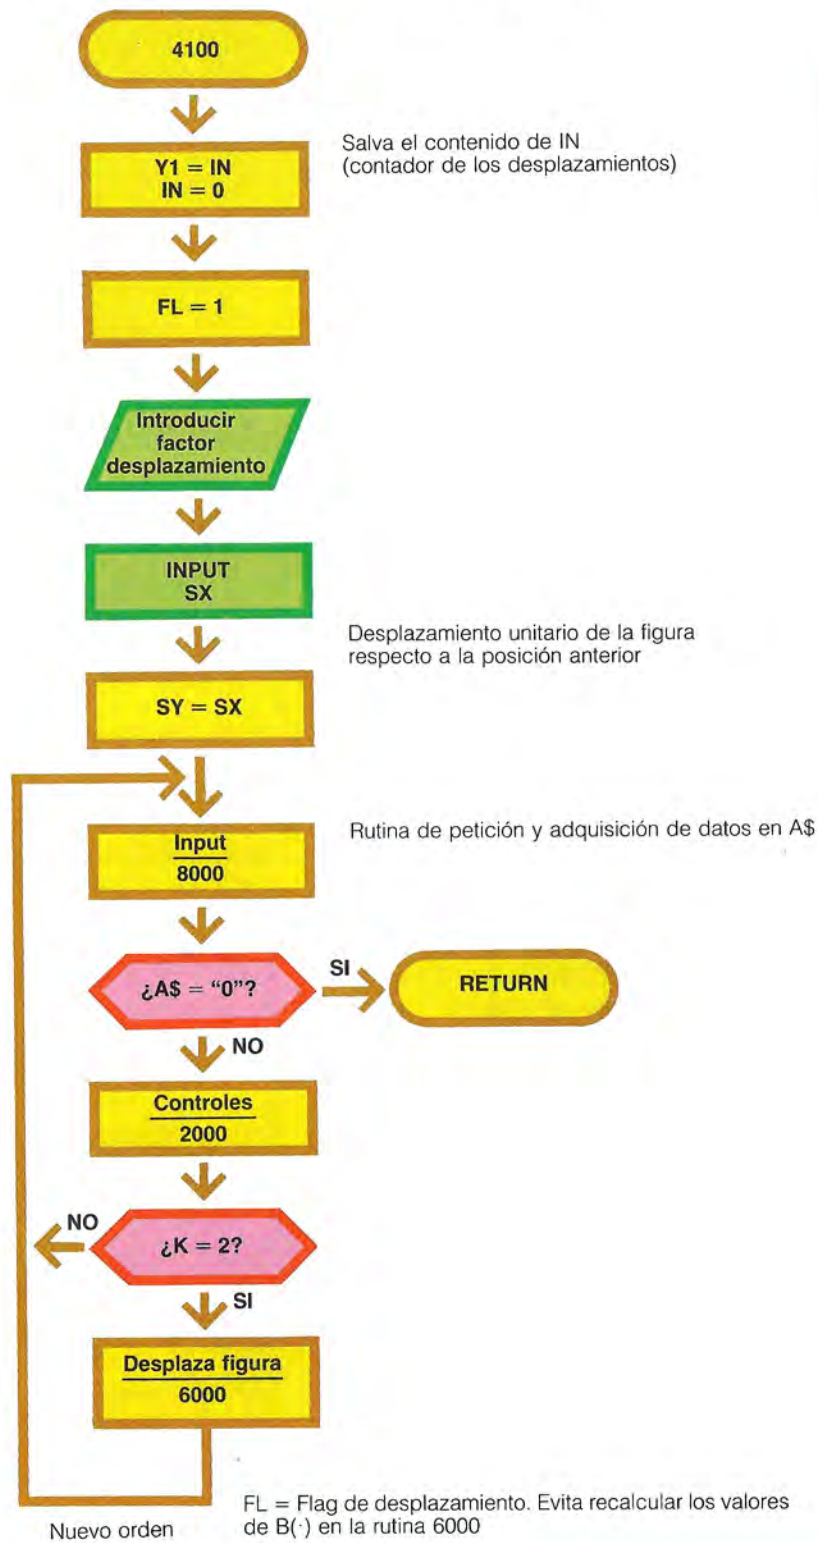 4100
Y1 = IN
IN = 0
Salva el contenido de IN
(contador de los desplazamientos)
FL = 1
Introducir
factor
desplazamiento
INPUT
SX
Desplazamiento unitario de la figura
respecto a la posición anterior
SY = SX
Input
8000
Rutina de petición y adquisición de datos en A$
¿A$ = “0”?
SI
RETURN
NO
Controles
2000
NO
¿K = 2?
SI
Desplaza figura
6000
Nuevo orden
FL = Flag de desplazamiento. Evita recalcular los valores
de B(·) en la rutina 6000